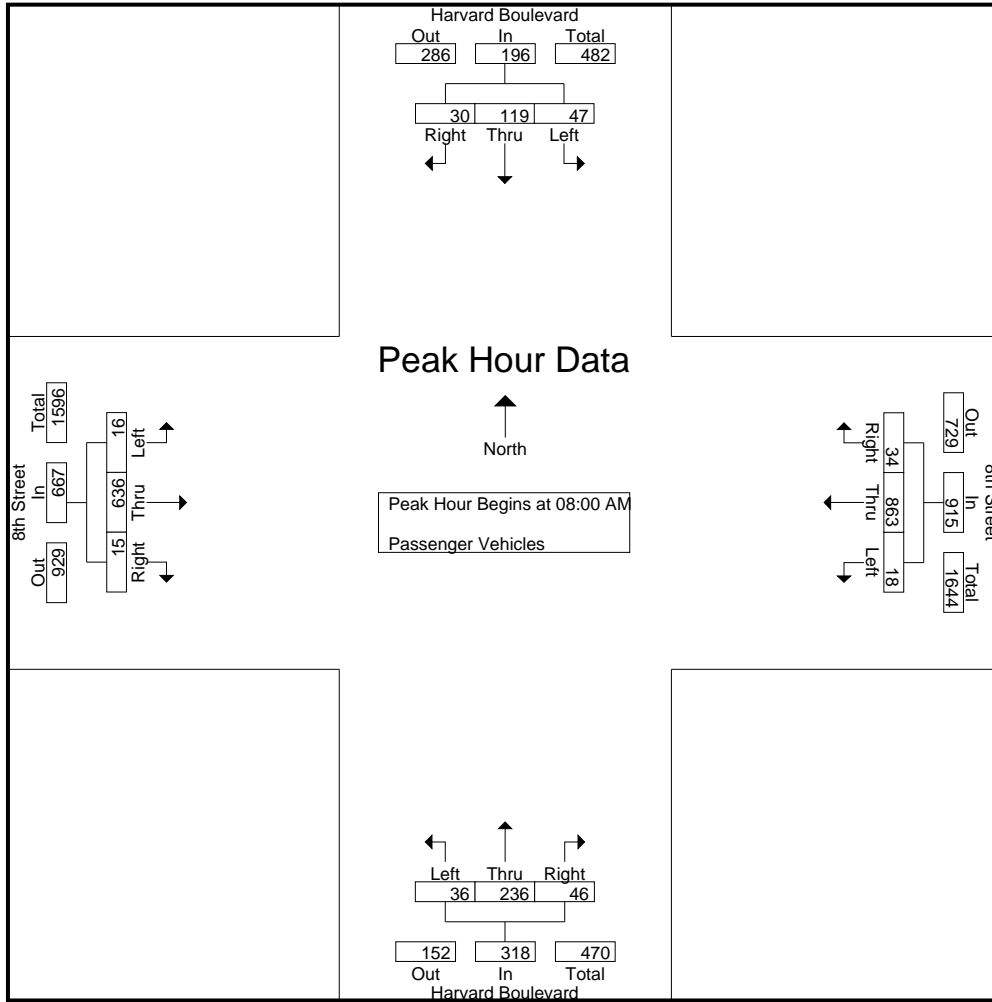 Harvard Boulevard
Out In Total
286 196 482
30 119 47
Right Thru Left
Peak Hour Data
North
Peak Hour Begins at 08:00 AM
Passenger Vehicles
8th Street
Total In Out
1596 667 929
16 636 15
Left Thru Right
8th Street
Out In Total
729 915 1644
34 863 18
Right Thru Left
Left Thru Right
36 236 46
152 318 470
Out In Total
Harvard Boulevard